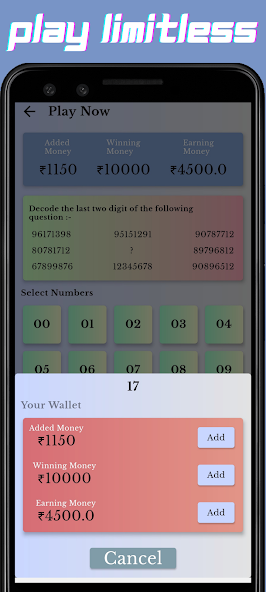 play limitless
Play Now
Added Money Winning Money Earning Money
₹1150 ₹10000 ₹4500.0
Decode the last two digit of the following
question :-
96171398 95151291 90787712
80781712 ? 89796812
67899876 12345678 90896512
Select Numbers
00 01 02 03 04
05 06 07 08 09
17
Your Wallet
Added Money
₹1150 Add
Winning Money
₹10000 Add
Earning Money
₹4500.0 Add
Cancel